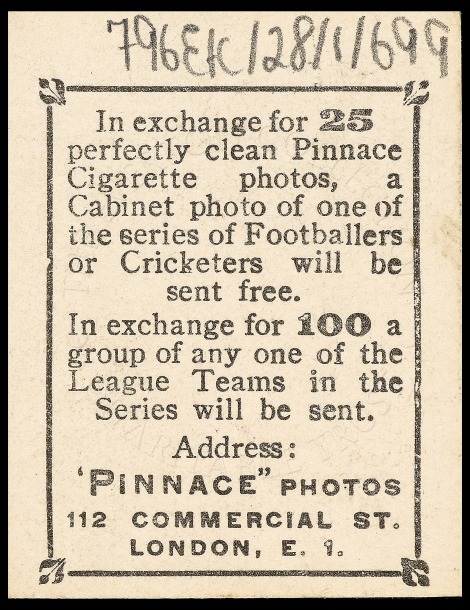 796EK/28/1/699
In exchange for 25
perfectly clean Pinnace
Cigarette photos, a
Cabinet photo of one of
the series of Footballers
or Cricketers will be
sent free.
In exchange for 100 a
group of any one of the
League Teams in the
Series will be sent.
Address:
'PINNACE" PHOTOS
112 COMMERCIAL ST.
LONDON, E. 1.